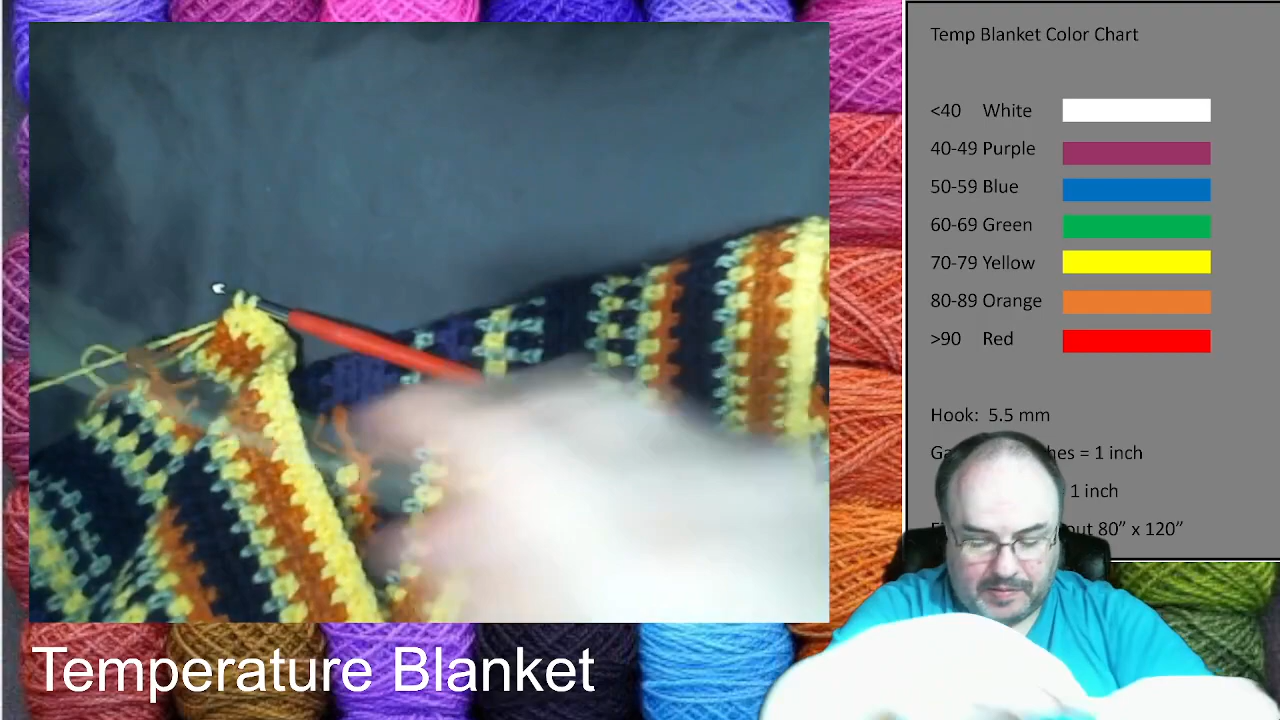 Temp Blanket Color Chart
<40 White
40-49 Purple
50-59 Blue
60-69 Green
70-79 Yellow
80-89 Orange
>90 Red
Hook: 5.5 mm
= 1 inch
1 inch
80” x 120”
Temperature Blanket